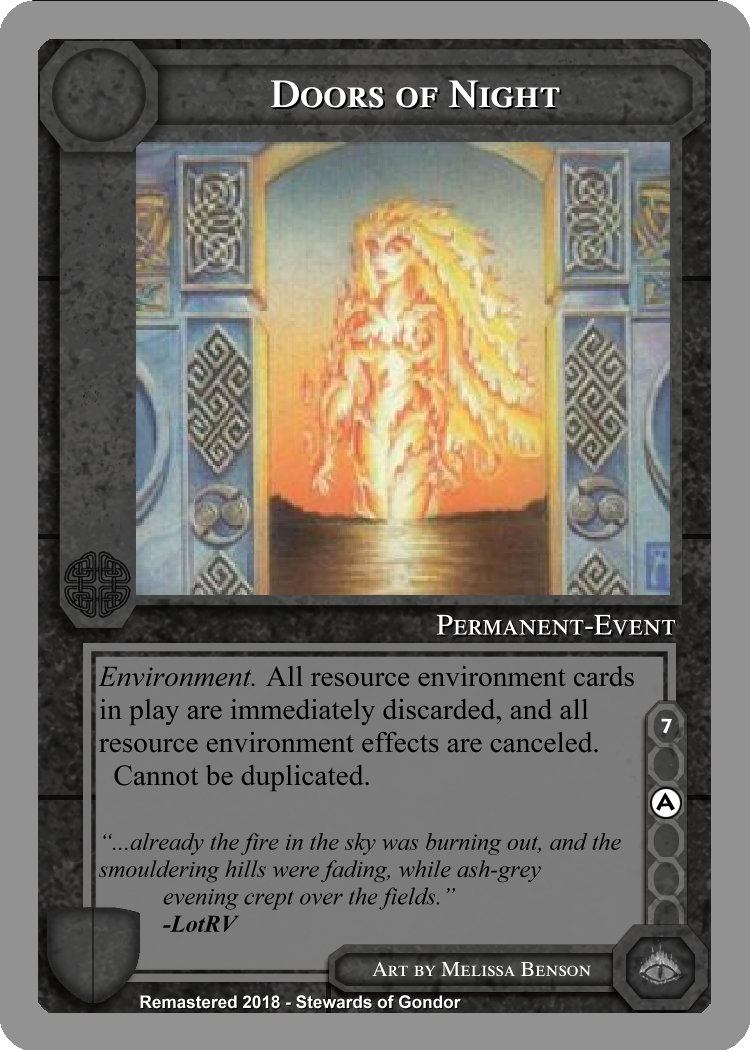 Doors of Night
Permanent-Event
Environment. All resource environment cards
in play are immediately discarded, and all
resource environment effects are canceled.
Cannot be duplicated.
7
A
“...already the fire in the sky was burning out, and the
smouldering hills were fading, while ash-grey
evening crept over the fields.”
-LotRV
Art by Melissa Benson
Remastered 2018 - Stewards of Gondor